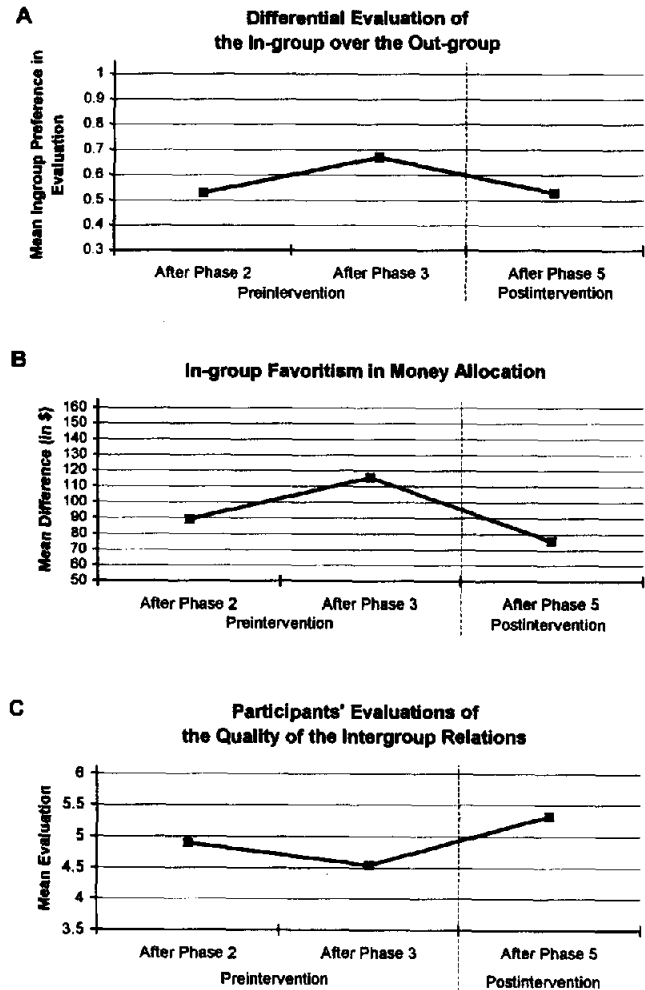 A
Differential Evaluation of
the In-group over the Out-group
Mean Ingroup Preference in
Evaluation
1
0.9
0.8
0.7
0.6
0.5
0.4
0.3
After Phase 2 After Phase 3 After Phase 5
Preintervention Postintervention
B
In-group Favoritism in Money Allocation
Mean Difference (in $)
160
150
140
130
120
110
100
90
80
70
60
50
After Phase 2 After Phase 3 After Phase 5
Preintervention Postintervention
C
Participants' Evaluations of
the Quality of the Intergroup Relations
Mean Evaluation
6
5.5
5
4.5
4
3.5
After Phase 2 After Phase 3 After Phase 5
Preintervention Postintervention